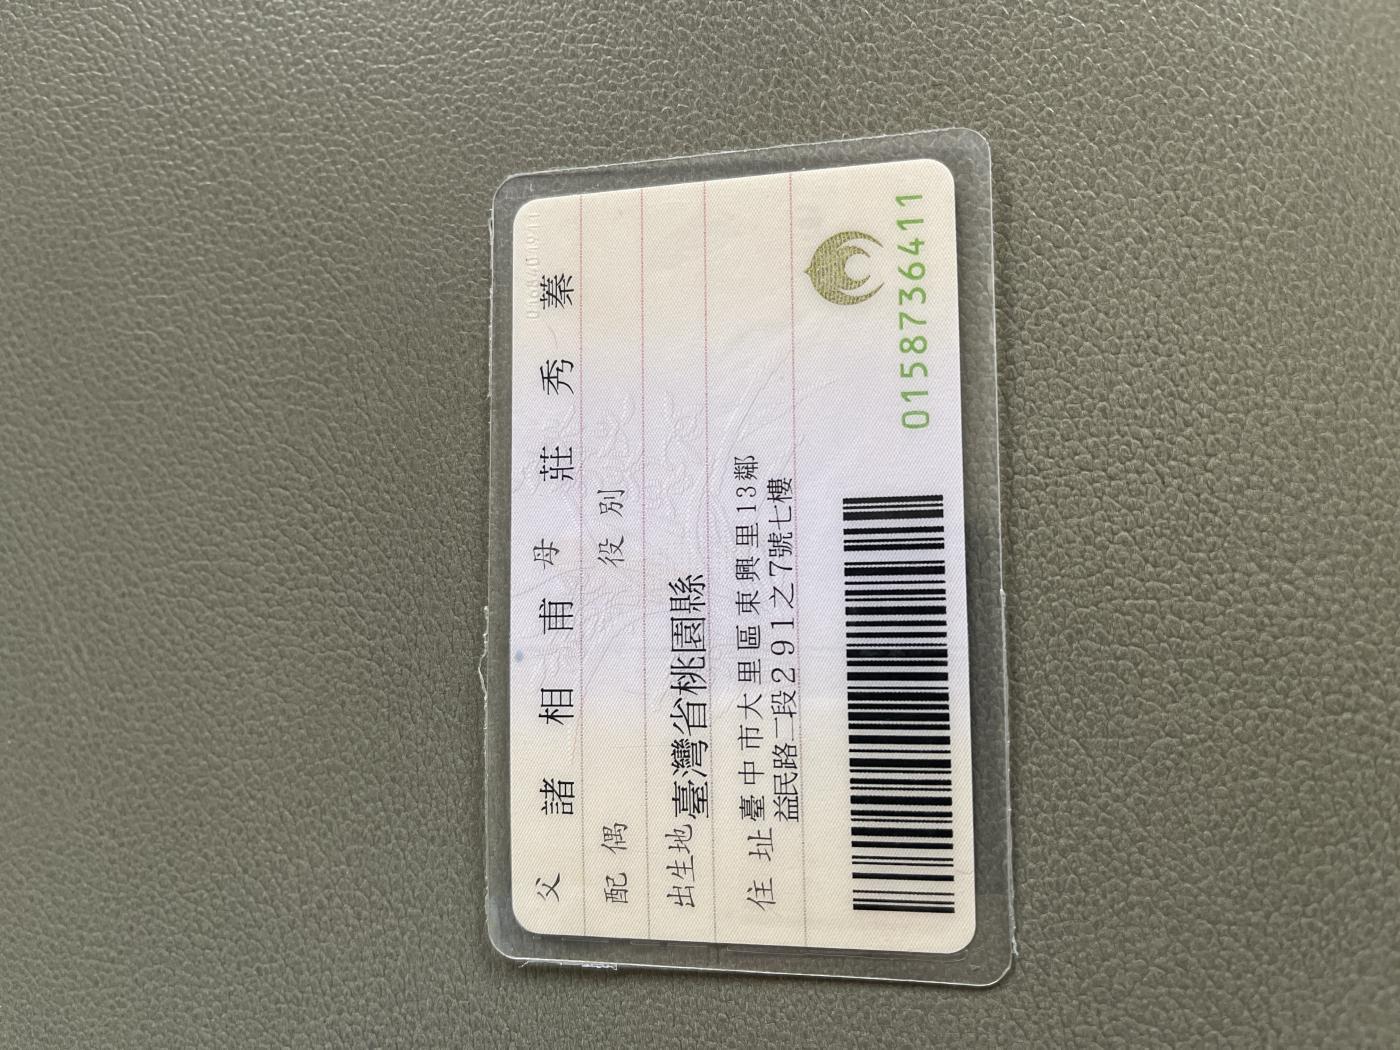 父 諸相甫 母 莊秀蓁
配偶 役別
出生地 臺灣省桃園縣
住址 臺中市大里區東興里13鄰
益民路二段291之7號七樓
0158736411